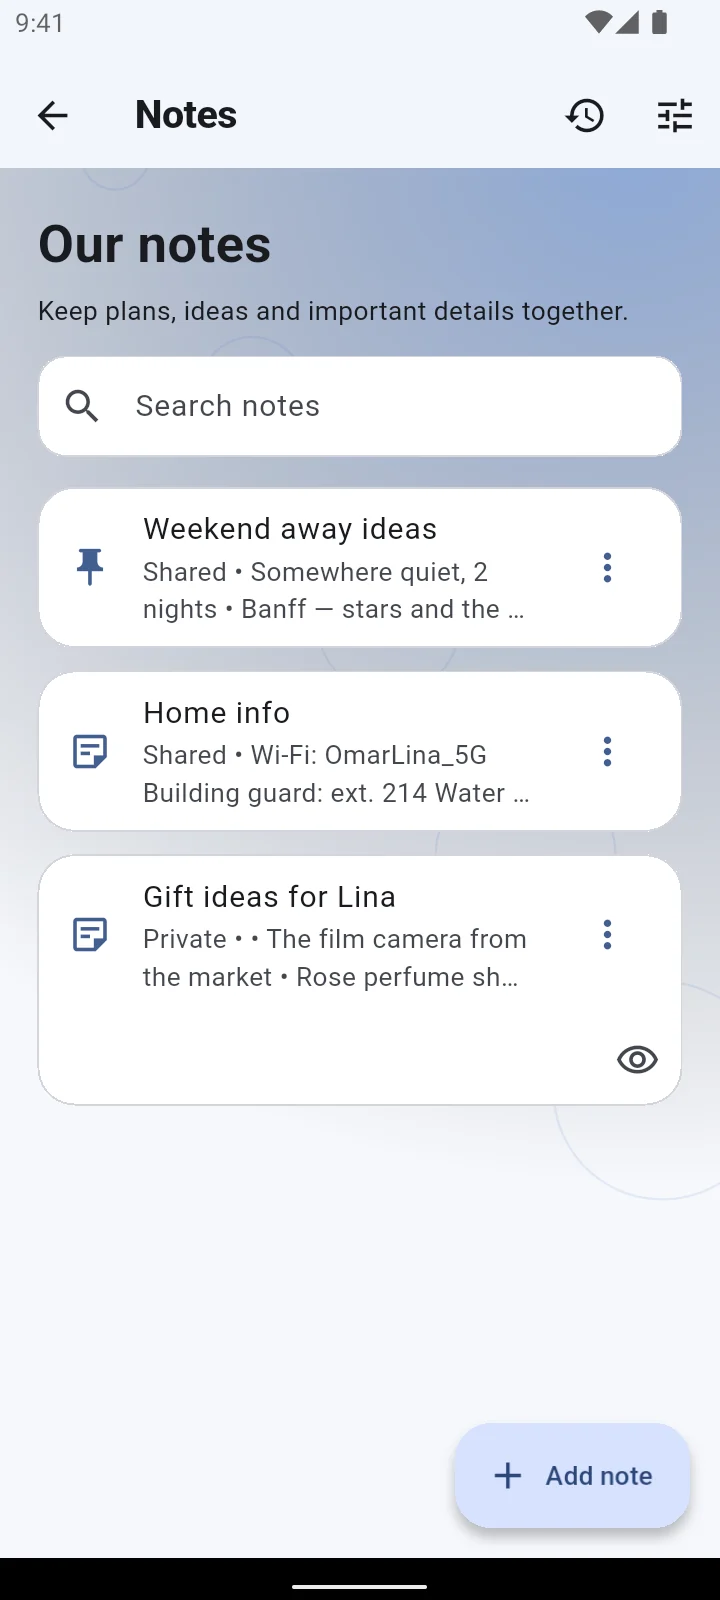 9:41
Notes
Our notes
Keep plans, ideas and important details together.
Search notes
Weekend away ideas
Shared • Somewhere quiet, 2
nights • Banff — stars and the …
Home info
Shared • Wi-Fi: OmarLina_5G
Building guard: ext. 214 Water …
Gift ideas for Lina
Private • • The film camera from
the market • Rose perfume sh…
Add note